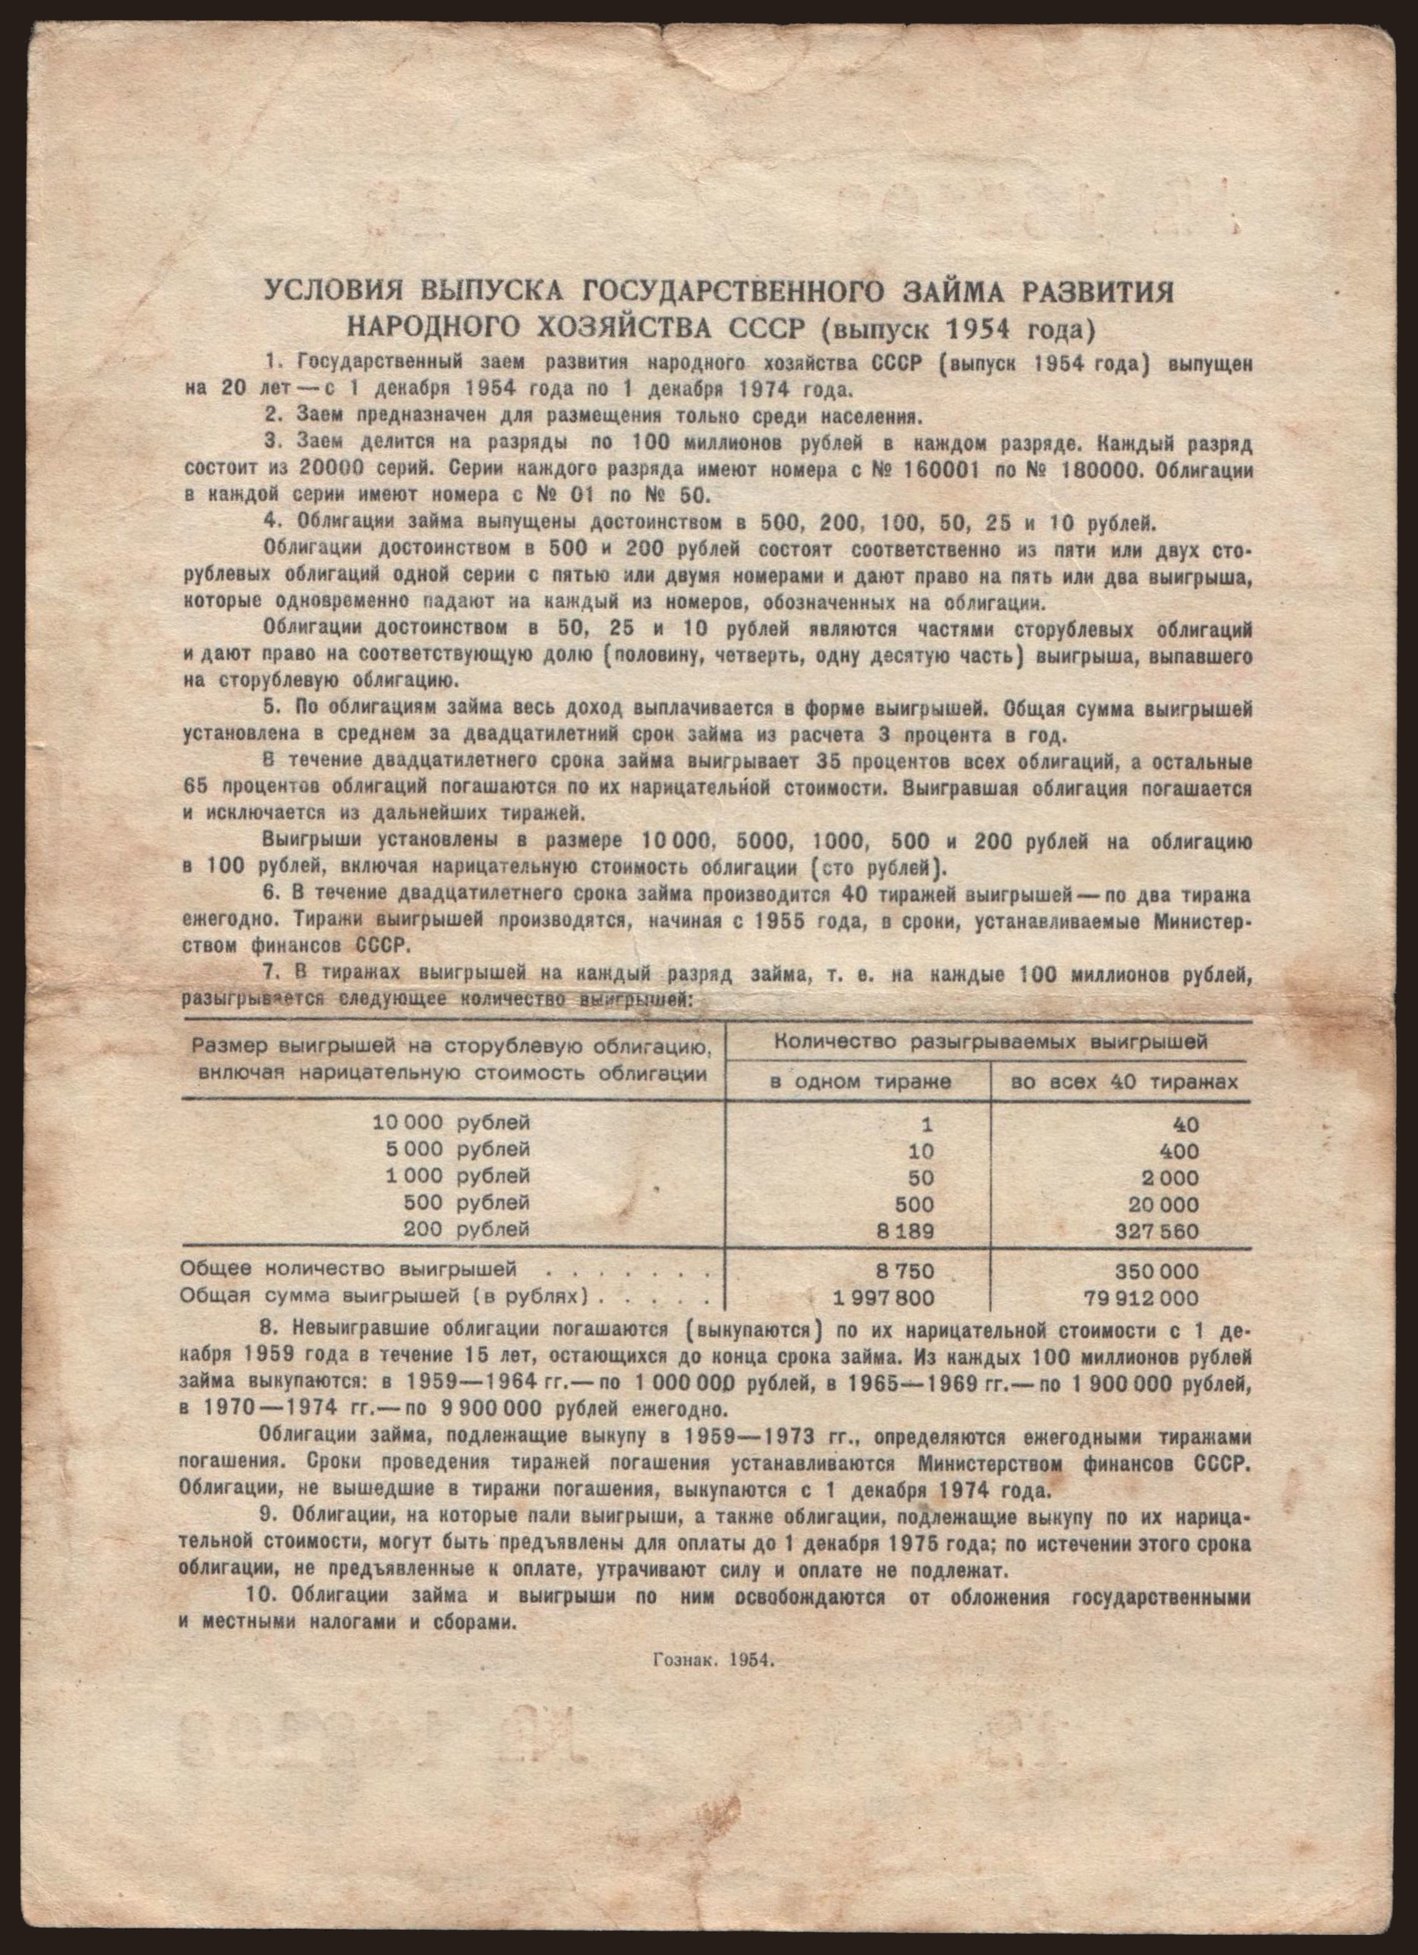 УСЛОВИЯ ВЫПУСКА ГОСУДАРСТВЕННОГО ЗАЙМА РАЗВИТИЯ
НАРОДНОГО ХОЗЯЙСТВА СССР (выпуск 1954 года)
1. Государственный заем развития народного хозяйства СССР (выпуск 1954 года) выпущен
на 20 лет — с 1 декабря 1954 года по 1 декабря 1974 года.
2. Заем предназначен для размещения только среди населения.
3. Заем делится на разряды по 100 миллионов рублей в каждом разряде. Каждый разряд
состоит из 20000 серий. Серии каждого разряда имеют номера с № 160001 по № 180000. Облигации
в каждой серии имеют номера с № 01 по № 50.
4. Облигации займа выпущены достоинством в 500, 200, 100, 50, 25 и 10 рублей.
Облигации достоинством в 500 и 200 рублей состоят соответственно из пяти или двух сто-
рублевых облигаций одной серии с пятью или двумя номерами и дают право на пять или два выигрыша,
которые одновременно падают на каждый из номеров, обозначенных на облигации.
Облигации достоинством в 50, 25 и 10 рублей являются частями сторублевых облигаций
и дают право на соответствующую долю (половину, четверть, одну десятую часть) выигрыша, выпавшего
на сторублевую облигацию.
5. По облигациям займа весь доход выплачивается в форме выигрышей. Общая сумма выигрышей
установлена в среднем за двадцатилетний срок займа из расчета 3 процента в год.
В течение двадцатилетнего срока займа выигрывает 35 процентов всех облигаций, а остальные
65 процентов облигаций погашаются по их нарицательной стоимости. Выигравшая облигация погашается
и исключается из дальнейших тиражей.
Выигрыши установлены в размере 10 000, 5000, 1000, 500 и 200 рублей на облигацию
в 100 рублей, включая нарицательную стоимость облигации (сто рублей).
6. В течение двадцатилетнего срока займа производится 40 тиражей выигрышей — по два тиража
ежегодно. Тиражи выигрышей производятся, начиная с 1955 года, в сроки, устанавливаемые Министер-
ством финансов СССР.
7. В тиражах выигрышей на каждый разряд займа, т. е. на каждые 100 миллионов рублей,
разыгрывается следующее количество выигрышей:
Размер выигрышей на сторублевую облигацию, Количество разыгрываемых выигрышей
включая нарицательную стоимость облигации в одном тираже во всех 40 тиражах
10 000 рублей 1 40
5 000 рублей 10 400
1 000 рублей 50 2 000
500 рублей 500 20 000
200 рублей 8 189 327 560
Общее количество выигрышей . . . . . . . 8 750 350 000
Общая сумма выигрышей (в рублях) . . . . . 1 997 800 79 912 000
8. Невыигравшие облигации погашаются (выкупаются) по их нарицательной стоимости с 1 де-
кабря 1959 года в течение 15 лет, остающихся до конца срока займа. Из каждых 100 миллионов рублей
займа выкупаются: в 1959—1964 гг.—по 1 000 000 рублей, в 1965—1969 гг.—по 1 900 000 рублей,
в 1970—1974 гг.—по 9 900 000 рублей ежегодно.
Облигации займа, подлежащие выкупу в 1959—1973 гг., определяются ежегодными тиражами
погашения. Сроки проведения тиражей погашения устанавливаются Министерством финансов СССР.
Облигации, не вышедшие в тиражи погашения, выкупаются с 1 декабря 1974 года.
9. Облигации, на которые пали выигрыши, а также облигации, подлежащие выкупу по их нарица-
тельной стоимости, могут быть предъявлены для оплаты до 1 декабря 1975 года; по истечении этого срока
облигации, не предъявленные к оплате, утрачивают силу и оплате не подлежат.
10. Облигации займа и выигрыши по ним освобождаются от обложения государственными
и местными налогами и сборами.
Гознак. 1954.